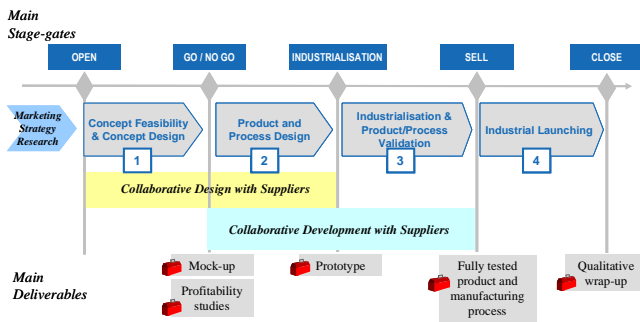 Main
Stage-gates
OPEN
GO / NO GO
INDUSTRIALISATION
SELL
CLOSE
Marketing
Strategy
Research
Concept Feasibility
& Concept Design
1
Product and
Process Design
2
Industrialisation &
Product/Process
Validation
3
Industrial Launching
4
Collaborative Design with Suppliers
Collaborative Development with Suppliers
Main
Deliverables
Mock-up
Profitability
studies
Prototype
Fully tested
product and
manufacturing
process
Qualitative
wrap-up